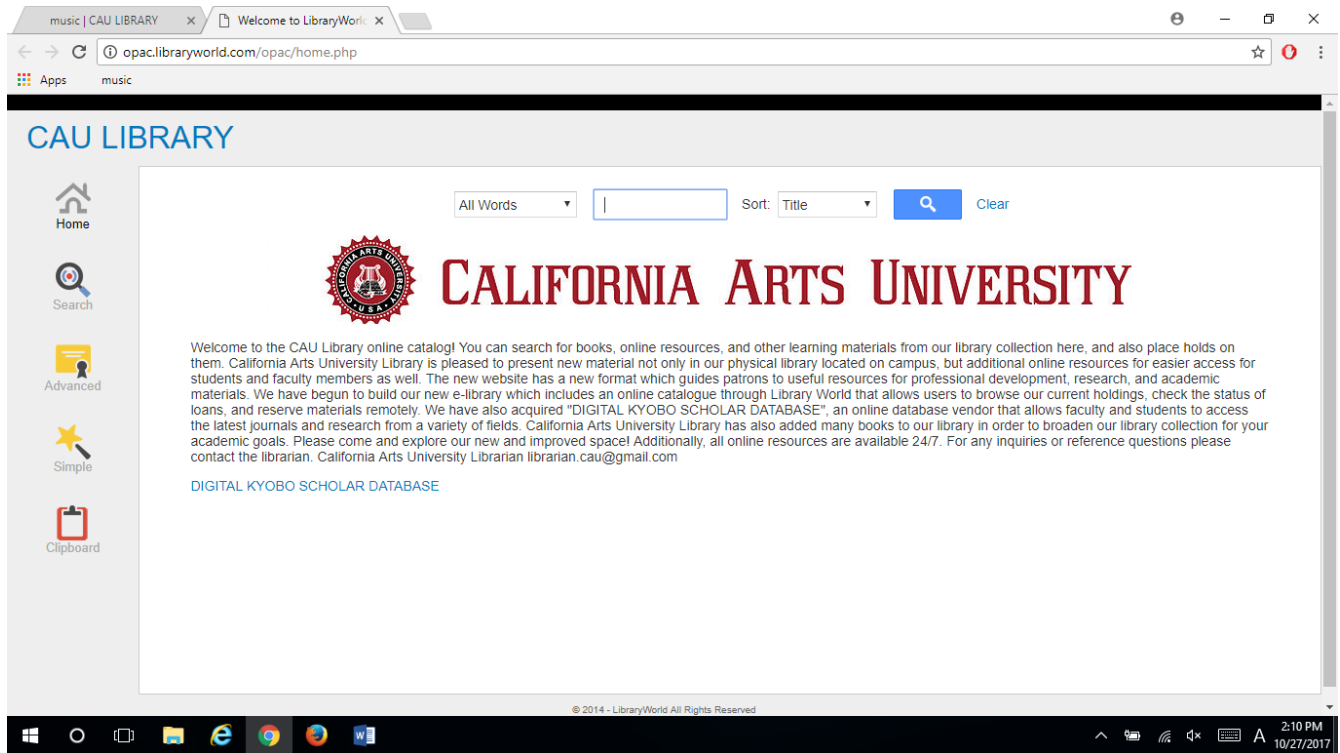 music | CAU LIBRARY
Welcome to LibraryWorld
opac.libraryworld.com/opac/home.php
Apps music
CAU LIBRARY
Home
Search
Advanced
Simple
Clipboard
All Words Sort: Title Clear
CALIFORNIA ARTS UNIVERSITY
CALIFORNIA ARTS UNIVERSITY
U S A
Welcome to the CAU Library online catalog! You can search for books, online resources, and other learning materials from our library collection here, and also place holds on
them. California Arts University Library is pleased to present new material not only in our physical library located on campus, but additional online resources for easier access for
students and faculty members as well. The new website has a new format which guides patrons to useful resources for professional development, research, and academic
materials. We have begun to build our new e-library which includes an online catalogue through Library World that allows users to browse our current holdings, check the status of
loans, and reserve materials remotely. We have also acquired "DIGITAL KYOBO SCHOLAR DATABASE", an online database vendor that allows faculty and students to access
the latest journals and research from a variety of fields. California Arts University Library has also added many books to our library in order to broaden our library collection for your
academic goals. Please come and explore our new and improved space! Additionally, all online resources are available 24/7. For any inquiries or reference questions please
contact the librarian. California Arts University Librarian librarian.cau@gmail.com
DIGITAL KYOBO SCHOLAR DATABASE
© 2014 - LibraryWorld All Rights Reserved
A
2:10 PM
10/27/2017